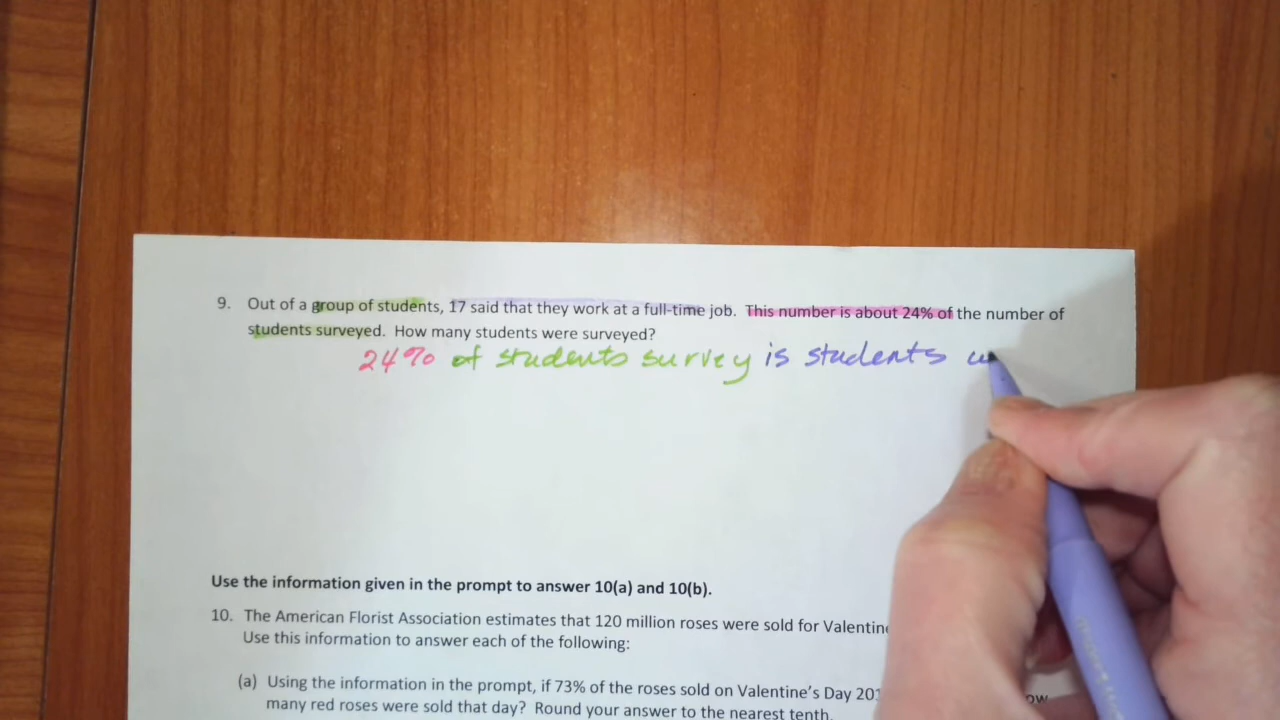 9. Out of a group of students, 17 said that they work at a full-time job. This number is about 24% of the number of
students surveyed. How many students were surveyed?
24% of students survey is students
Use the information given in the prompt to answer 10(a) and 10(b).
10. The American Florist Association estimates that 120 million roses were sold for
Use this information to answer each of the following:
(a) Using the information in the prompt, if 73% of the roses sold on Valentine's Day
many red roses were sold that day? Round your answer to the nearest tenth.